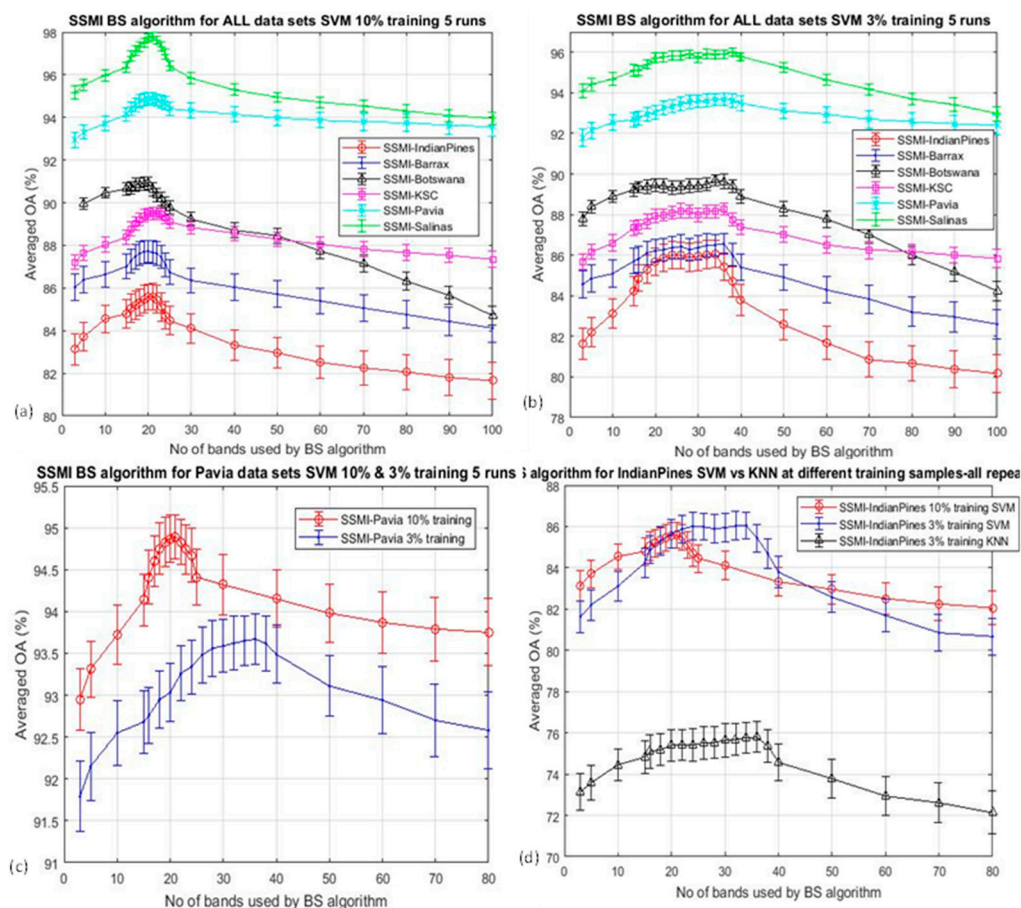 SSMI BS algorithm for ALL data sets SVM 10% training 5 runs
98
96
94
92
90
88
86
84
82
80
Averaged OA (%)
SSMI-IndianPines
SSMI-Barrax
SSMI-Botswana
SSMI-KSC
SSMI-Pavia
SSMI-Salinas
(a)
0 10 20 30 40 50 60 70 80 90 100
No of bands used by BS algorithm
SSMI BS algorithm for ALL data sets SVM 3% training 5 runs
98
96
94
92
90
88
86
84
82
80
78
Averaged OA (%)
SSMI-IndianPines
SSMI-Barrax
SSMI-Botswana
SSMI-KSC
SSMI-Pavia
SSMI-Salinas
(b)
0 10 20 30 40 50 60 70 80 90 100
No of bands used by BS algorithm
SSMI BS algorithm for Pavia data sets SVM 10% & 3% training 5 runs
95.5
95
94.5
94
93.5
93
92.5
92
91.5
91
Averaged OA (%)
SSMI-Pavia 10% training
SSMI-Pavia 3% training
(c)
0 10 20 30 40 50 60 70 80
No of bands used by BS algorithm
algorithm for IndianPines SVM vs KNN at different training samples-all repea
88
86
84
82
80
78
76
74
72
70
Averaged OA (%)
SSMI-IndianPines 10% training SVM
SSMI-IndianPines 3% training SVM
SSMI-IndianPines 3% training KNN
(d)
0 10 20 30 40 50 60 70 80
No of bands used by BS algorithm